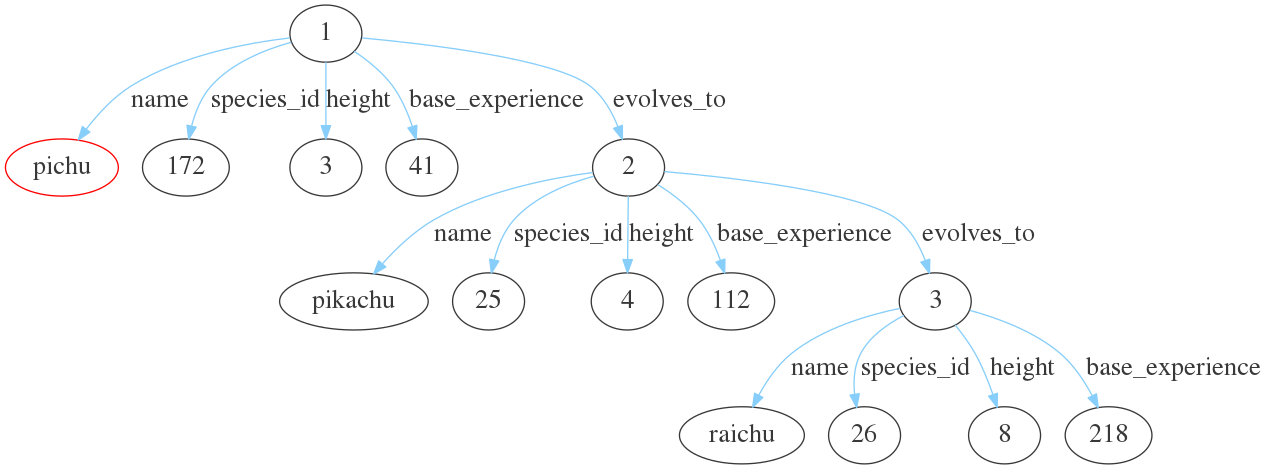 1
name species_id height base_experience evolves_to
pichu 172 3 41 2
name species_id height base_experience evolves_to
pikachu 25 4 112 3
name species_id height base_experience
raichu 26 8 218